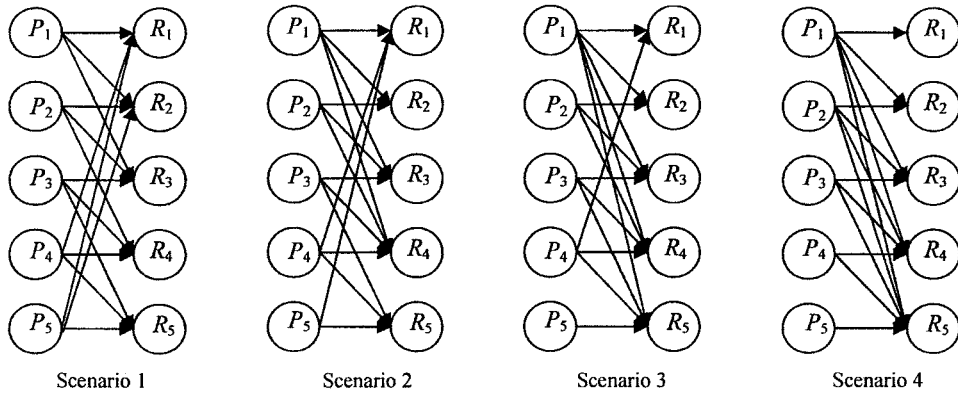 P1 R1 P1 R1 P1 R1 P1 R1
P2 R2 P2 R2 P2 R2 P2 R2
P3 R3 P3 R3 P3 R3 P3 R3
P4 R4 P4 R4 P4 R4 P4 R4
P5 R5 P5 R5 P5 R5 P5 R5
Scenario 1 Scenario 2 Scenario 3 Scenario 4